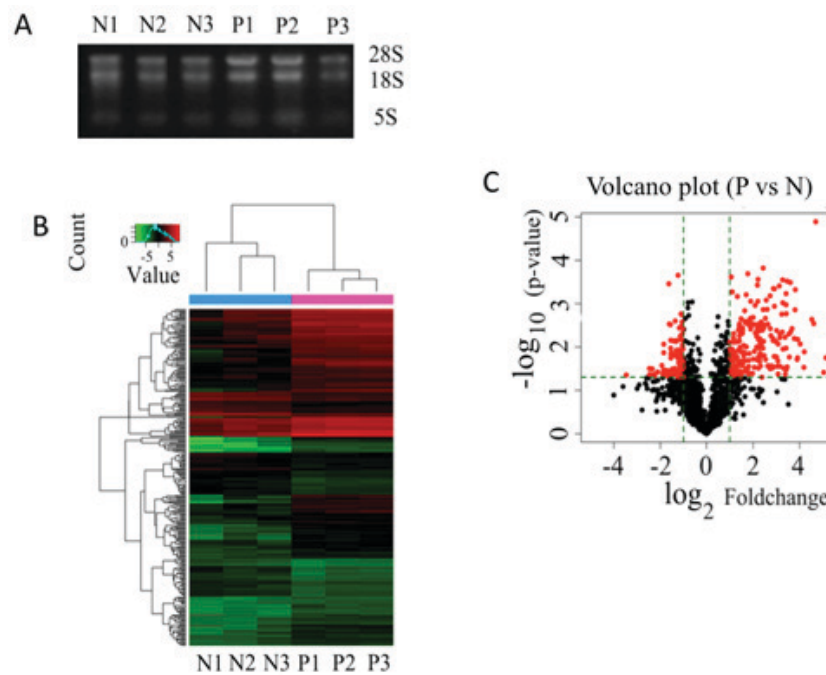 A
N1 N2 N3 P1 P2 P3
28S
18S
5S
B
Count
0
-5 5
Value
N1 N2 N3 P1 P2 P3
C
Volcano plot (P vs N)
-log10 (p-value)
5
4
3
2
1
0
-4 -2 0 2 4
log2 Foldchange